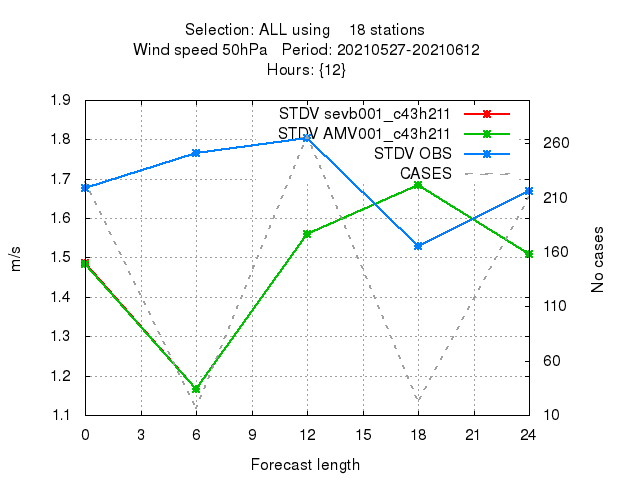 Selection: ALL using    18 stations
Wind speed 50hPa   Period: 20210527-20210612
Hours: {12}
STDV sevb001_c43h211
STDV AMV001_c43h211
STDV OBS
CASES
1.9
1.8
1.7
1.6
1.5
1.4
1.3
1.2
1.1
m/s
260
210
160
110
60
10
No cases
0 3 6 9 12 15 18 21 24
Forecast length